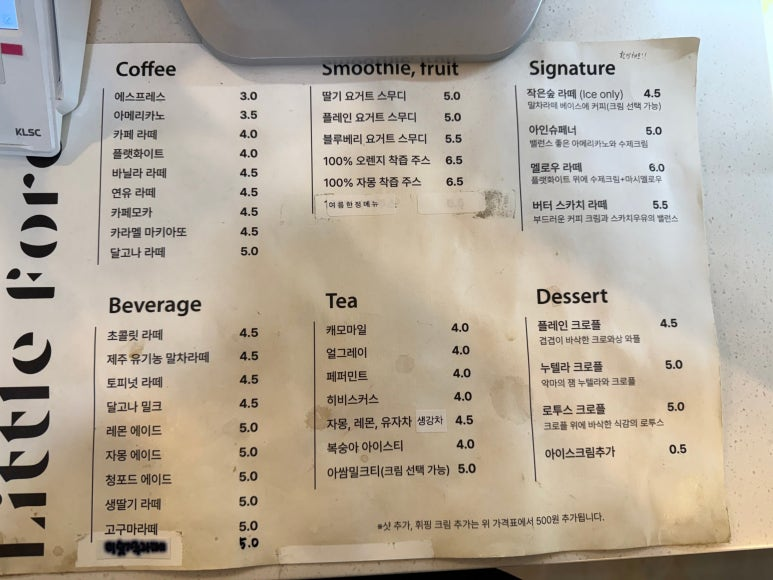 KLSC
Little Fore
Coffee
에스프레스 3.0
아메리카노 3.5
카페 라떼 4.0
플랫화이트 4.0
바닐라 라떼 4.5
연유 라떼 4.5
카페모카 4.5
카라멜 마키아또 4.5
달고나 라떼 5.0
Smoothie, fruit
딸기 요거트 스무디 5.0
플레인 요거트 스무디 5.0
블루베리 요거트 스무디 5.5
100% 오렌지 착즙 주스 6.5
100% 자몽 착즙 주스 6.5
여름한정메뉴
Signature
작은숲 라떼 (Ice only) 4.5
말차라떼 베이스에 커피(크림 선택 가능)
아인슈페너 5.0
밸런스 좋은 아메리카노와 수제크림
멜로우 라떼 6.0
플랫화이트 위에 수제크림+마시멜로우
버터 스카치 라떼 5.5
부드러운 커피 크림과 스카치우유의 밸런스
Beverage
초콜릿 라떼 4.5
제주 유기농 말차라떼 4.5
토피넛 라떼 4.5
달고나 밀크 4.5
레몬 에이드 5.0
자몽 에이드 5.0
청포도 에이드 5.0
생딸기 라떼 5.0
고구마라떼 5.0
5.0
Tea
캐모마일 4.0
얼그레이 4.0
페퍼민트 4.0
히비스커스 4.0
자몽, 레몬, 유자차 생강차 4.5
복숭아 아이스티 4.0
아쌈밀크티(크림 선택 가능) 5.0
Dessert
플레인 크로플 4.5
겹겹이 바삭한 크로와상 와플
누텔라 크로플 5.0
악마의 잼 누텔라와 크로플
로투스 크로플 5.0
크로플 위에 바삭한 식감의 로투스
아이스크림추가 0.5
※샷 추가, 휘핑 크림 추가는 위 가격표에서 500원 추가됩니다.